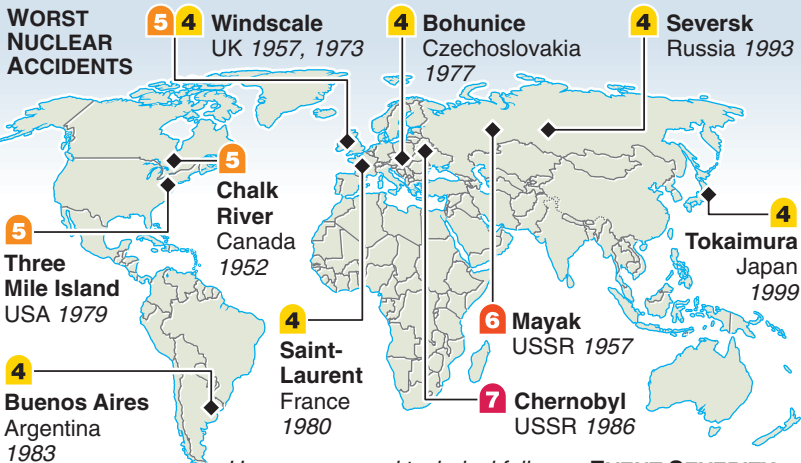 WORST
NUCLEAR
ACCIDENTS
5 4 Windscale
UK 1957, 1973
4 Bohunice
Czechoslovakia
1977
4 Seversk
Russia 1993
5
Chalk
River
Canada
1952
5
Three
Mile Island
USA 1979
4
Tokaimura
Japan
1999
4
Saint-
Laurent
France
1980
6 Mayak
USSR 1957
7 Chernobyl
USSR 1986
4
Buenos Aires
Argentina
1983
EVENT SEVERITY